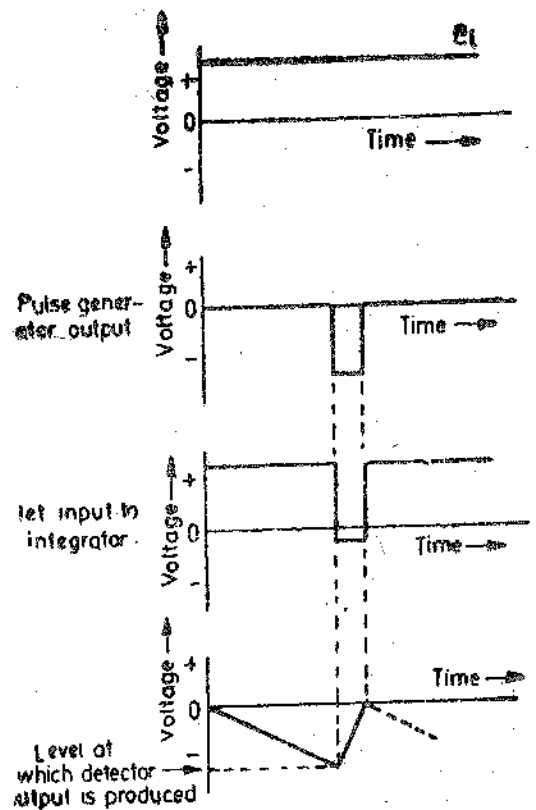 Voltage
+
0
-
e_i
Time
Pulse gener-
ator output
Voltage
+
0
-
Time
let input to
integrator
Voltage
+
0
-
Time
Level at
which detector
output is produced
Voltage
+
0
-
Time